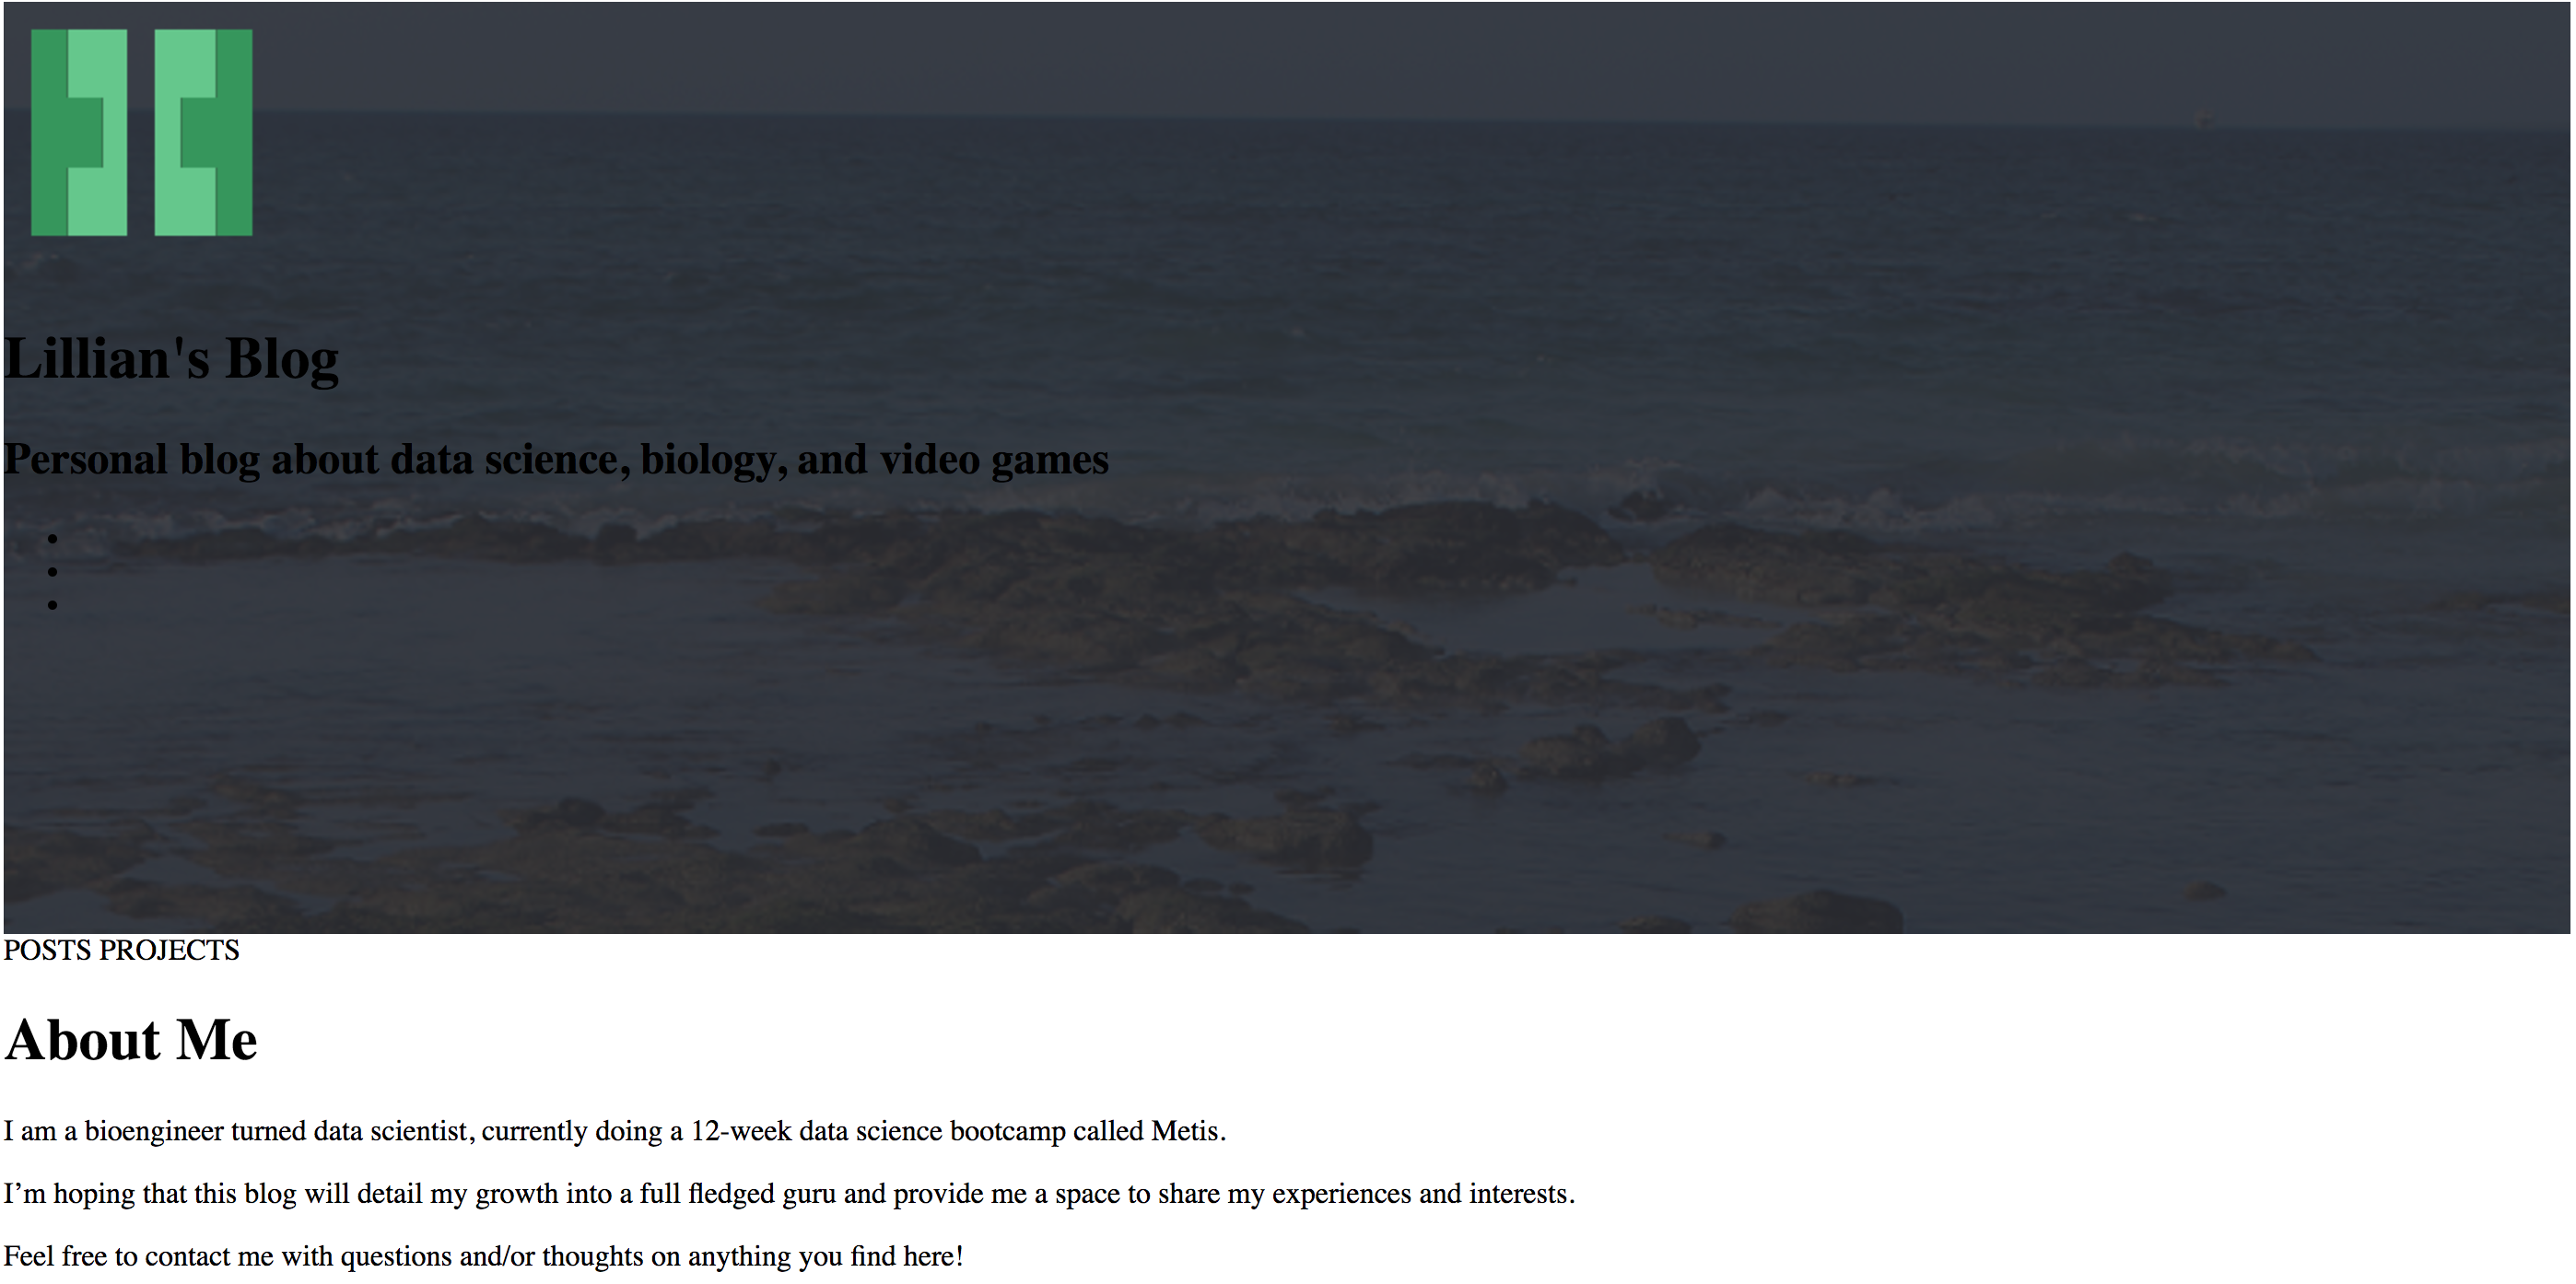 Lillian's Blog
Personal blog about data science, biology, and video games
POSTS PROJECTS
About Me
I am a bioengineer turned data scientist, currently doing a 12-week data science bootcamp called Metis.
I’m hoping that this blog will detail my growth into a full fledged guru and provide me a space to share my experiences and interests.
Feel free to contact me with questions and/or thoughts on anything you find here!